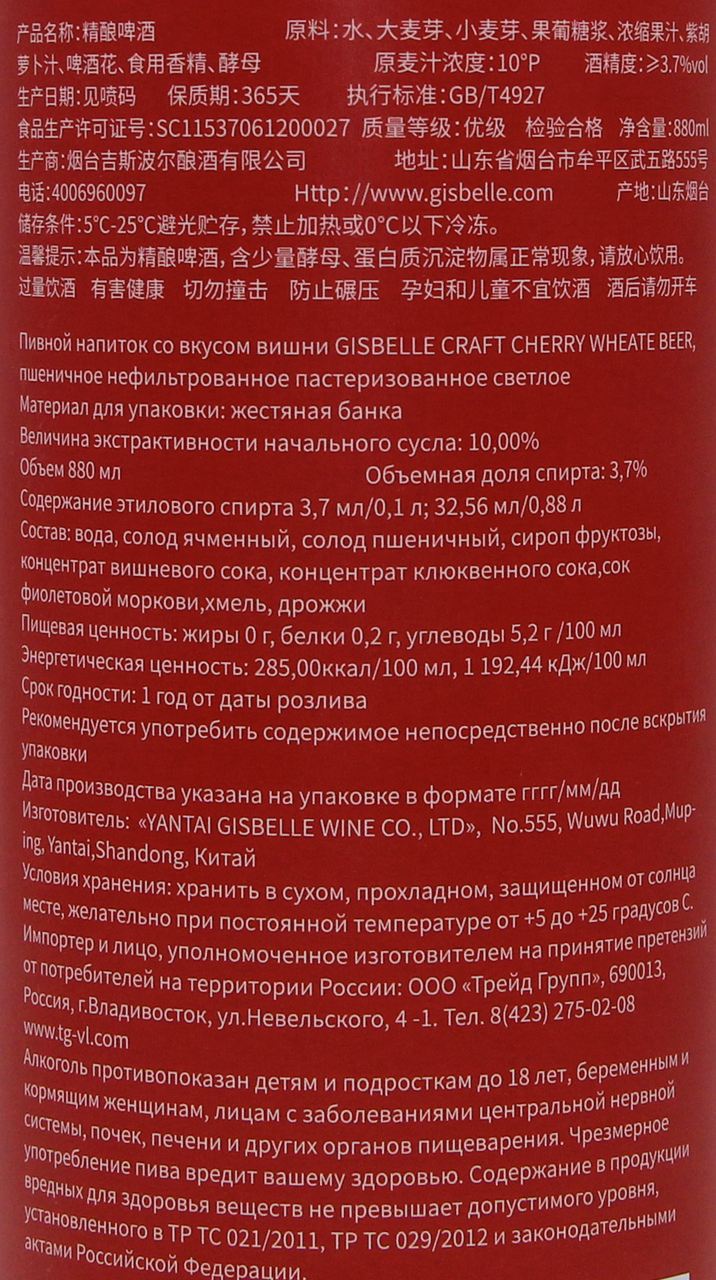 产品名称:精酿啤酒 原料:水、大麦芽、小麦芽、果葡糖浆、浓缩果汁、紫胡
萝卜汁、啤酒花、食用香精、酵母 原麦汁浓度:10°P 酒精度:≥3.7%vol
生产日期:见喷码 保质期:365天 执行标准:GB/T4927
食品生产许可证号:SC11537061200027 质量等级:优级 检验合格 净含量:880ml
生产商:烟台吉斯波尔酿酒有限公司 地址:山东省烟台市牟平区武五路555号
电话:4006960097 Http://www.gisbelle.com 产地:山东烟台
储存条件:5°C-25°C避光贮存,禁止加热或0°C以下冷冻。
温馨提示:本品为精酿啤酒,含少量酵母、蛋白质沉淀物属正常现象,请放心饮用。
过量饮酒 有害健康 切勿撞击 防止碾压 孕妇和儿童不宜饮酒 酒后请勿开车
Пивной напиток со вкусом вишни GISBELLE CRAFT CHERRY WHEATE BEER,
пшеничное нефильтрованное пастеризованное светлое
Материал для упаковки: жестяная банка
Величина экстрактивности начального сусла: 10,00%
Объем 880 мл Объемная доля спирта: 3,7%
Содержание этилового спирта 3,7 мл/0,1 л; 32,56 мл/0,88 л
Состав: вода, солод ячменный, солод пшеничный, сироп фруктозы,
концентрат вишневого сока, концентрат клюквенного сока,сок
фиолетовой моркови,хмель, дрожжи
Пищевая ценность: жиры 0 г, белки 0,2 г, углеводы 5,2 г /100 мл
Энергетическая ценность: 285,00ккал/100 мл, 1 192,44 кДж/100 мл
Срок годности: 1 год от даты розлива
Рекомендуется употребить содержимое непосредственно после вскрытия
упаковки
Дата производства указана на упаковке в формате гггг/мм/дд
Изготовитель: «YANTAI GISBELLE WINE CO., LTD», No.555, Wuwu Road,Mup-
ing, Yantai,Shandong, Китай
Условия хранения: хранить в сухом, прохладном, защищенном от солнца
месте, желательно при постоянной температуре от +5 до +25 градусов С.
Импортер и лицо, уполномоченное изготовителем на принятие претензий
от потребителей на территории России: ООО «Трейд Групп», 690013,
Россия, г.Владивосток, ул.Невельского, 4 -1. Тел. 8(423) 275-02-08
www.tg-vl.com
Алкоголь противопоказан детям и подросткам до 18 лет, беременным и
кормящим женщинам, лицам с заболеваниями центральной нервной
системы, почек, печени и других органов пищеварения. Чрезмерное
употребление пива вредит вашему здоровью. Содержание в продукции
вредных для здоровья веществ не превышает допустимого уровня,
установленного в ТР ТС 021/2011, ТР ТС 029/2012 и законодательными
актами Российской Федерации.